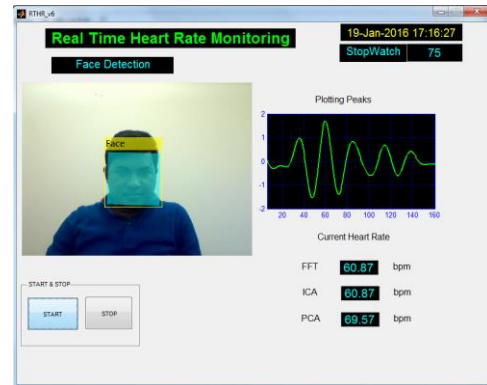 RTHR_v6
Real Time Heart Rate Monitoring
19-Jan-2016 17:16:27
StopWatch 75
Face Detection
Plotting Peaks
Face
2
1
0
-1
-2
20 40 60 80 100 120 140 160
Current Heart Rate
FFT 60.87 bpm
ICA 60.87 bpm
PCA 69.57 bpm
START & STOP
START STOP